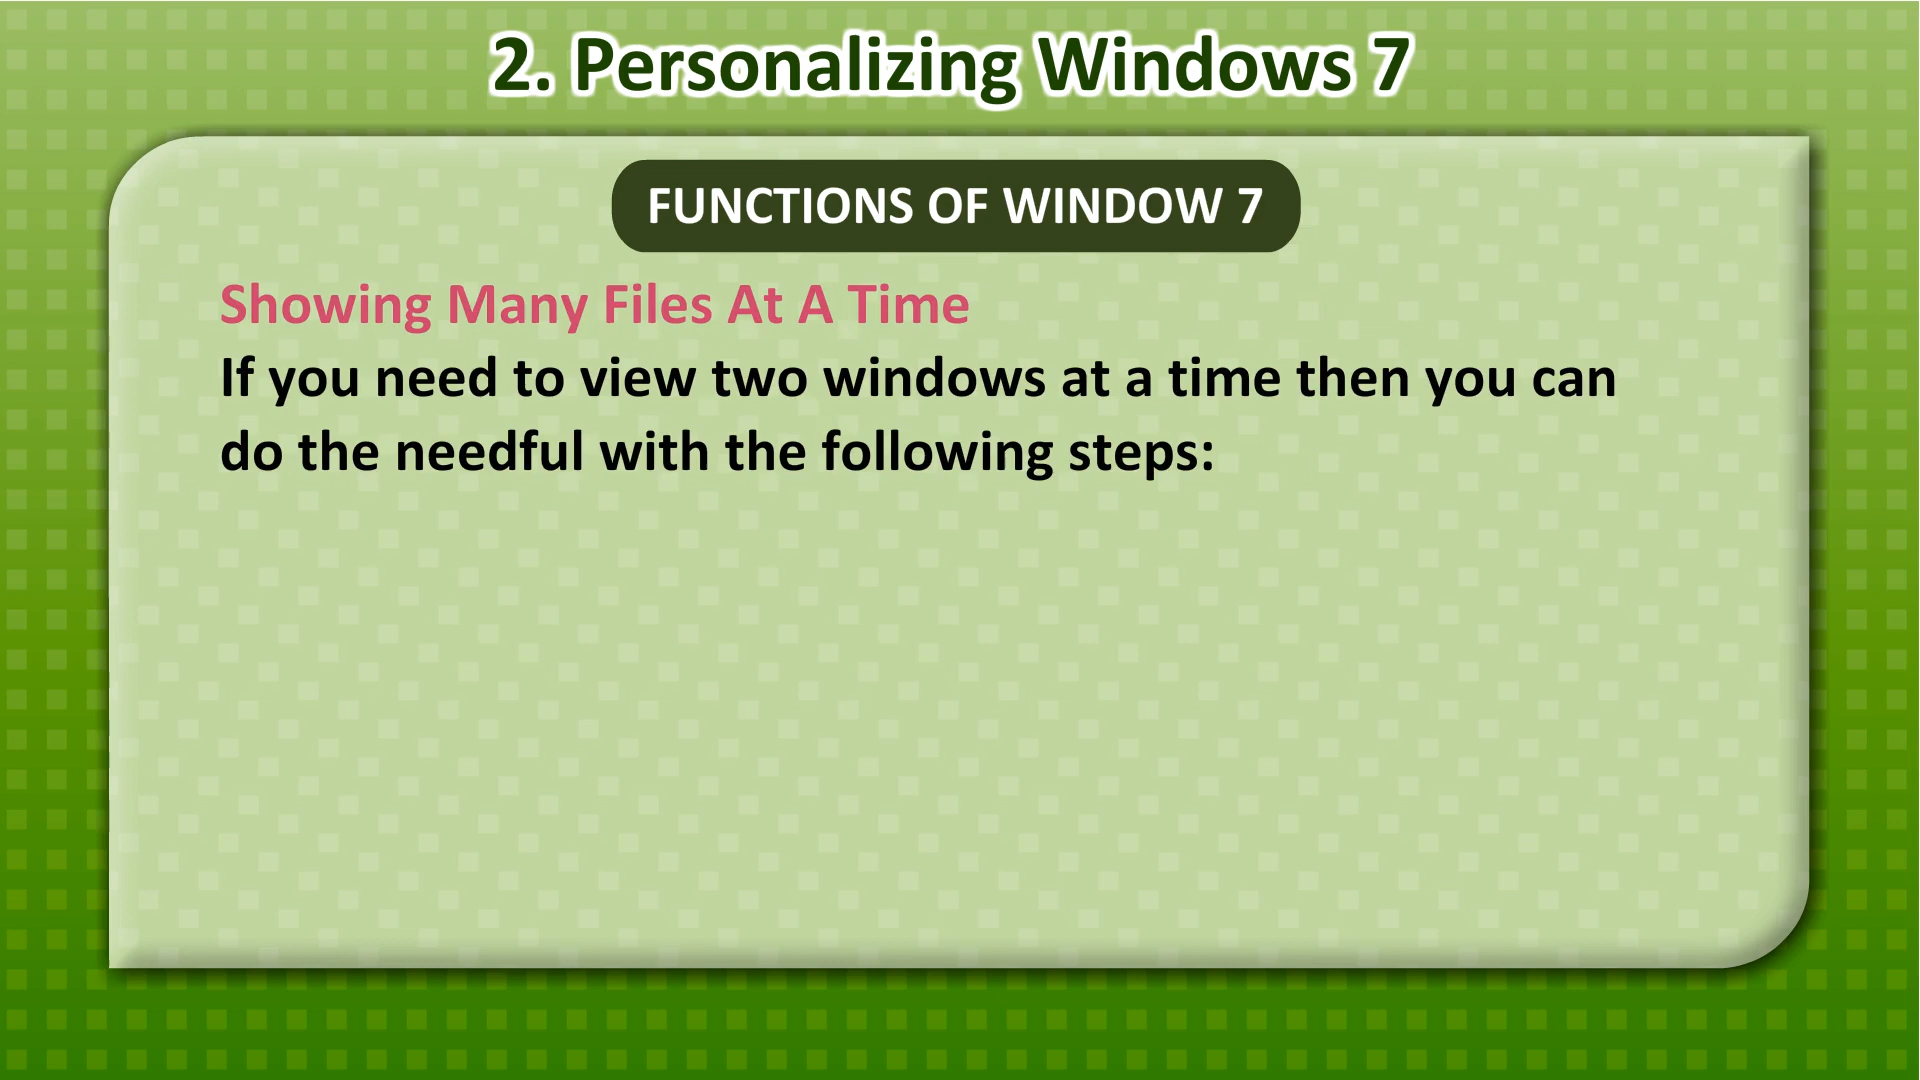 2. Personalizing Windows 7
FUNCTIONS OF WINDOW 7
Showing Many Files At A Time
If you need to view two windows at a time then you can
do the needful with the following steps: